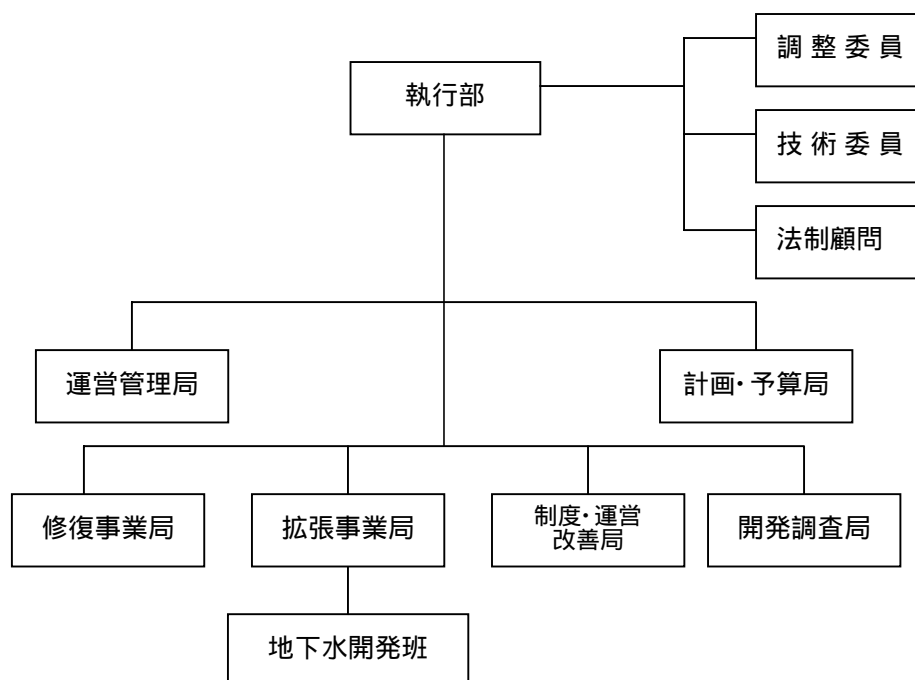 調 整 委 員
執行部
技 術 委 員
法制顧問
運営管理局
計画・予算局
修復事業局
拡張事業局
制度・運営
改善局
開発調査局
地下水開発班